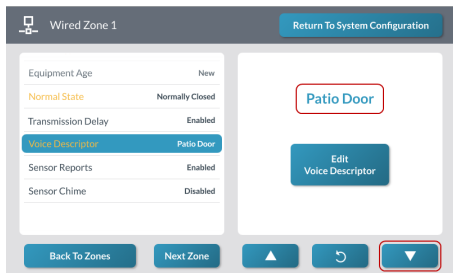 Wired Zone 1
Return To System Configuration
Equipment Age New
Normal State Normally Closed
Transmission Delay Enabled
Voice Descriptor Patio Door
Sensor Reports Enabled
Sensor Chime Disabled
Patio Door
Edit
Voice Descriptor
Back To Zones
Next Zone